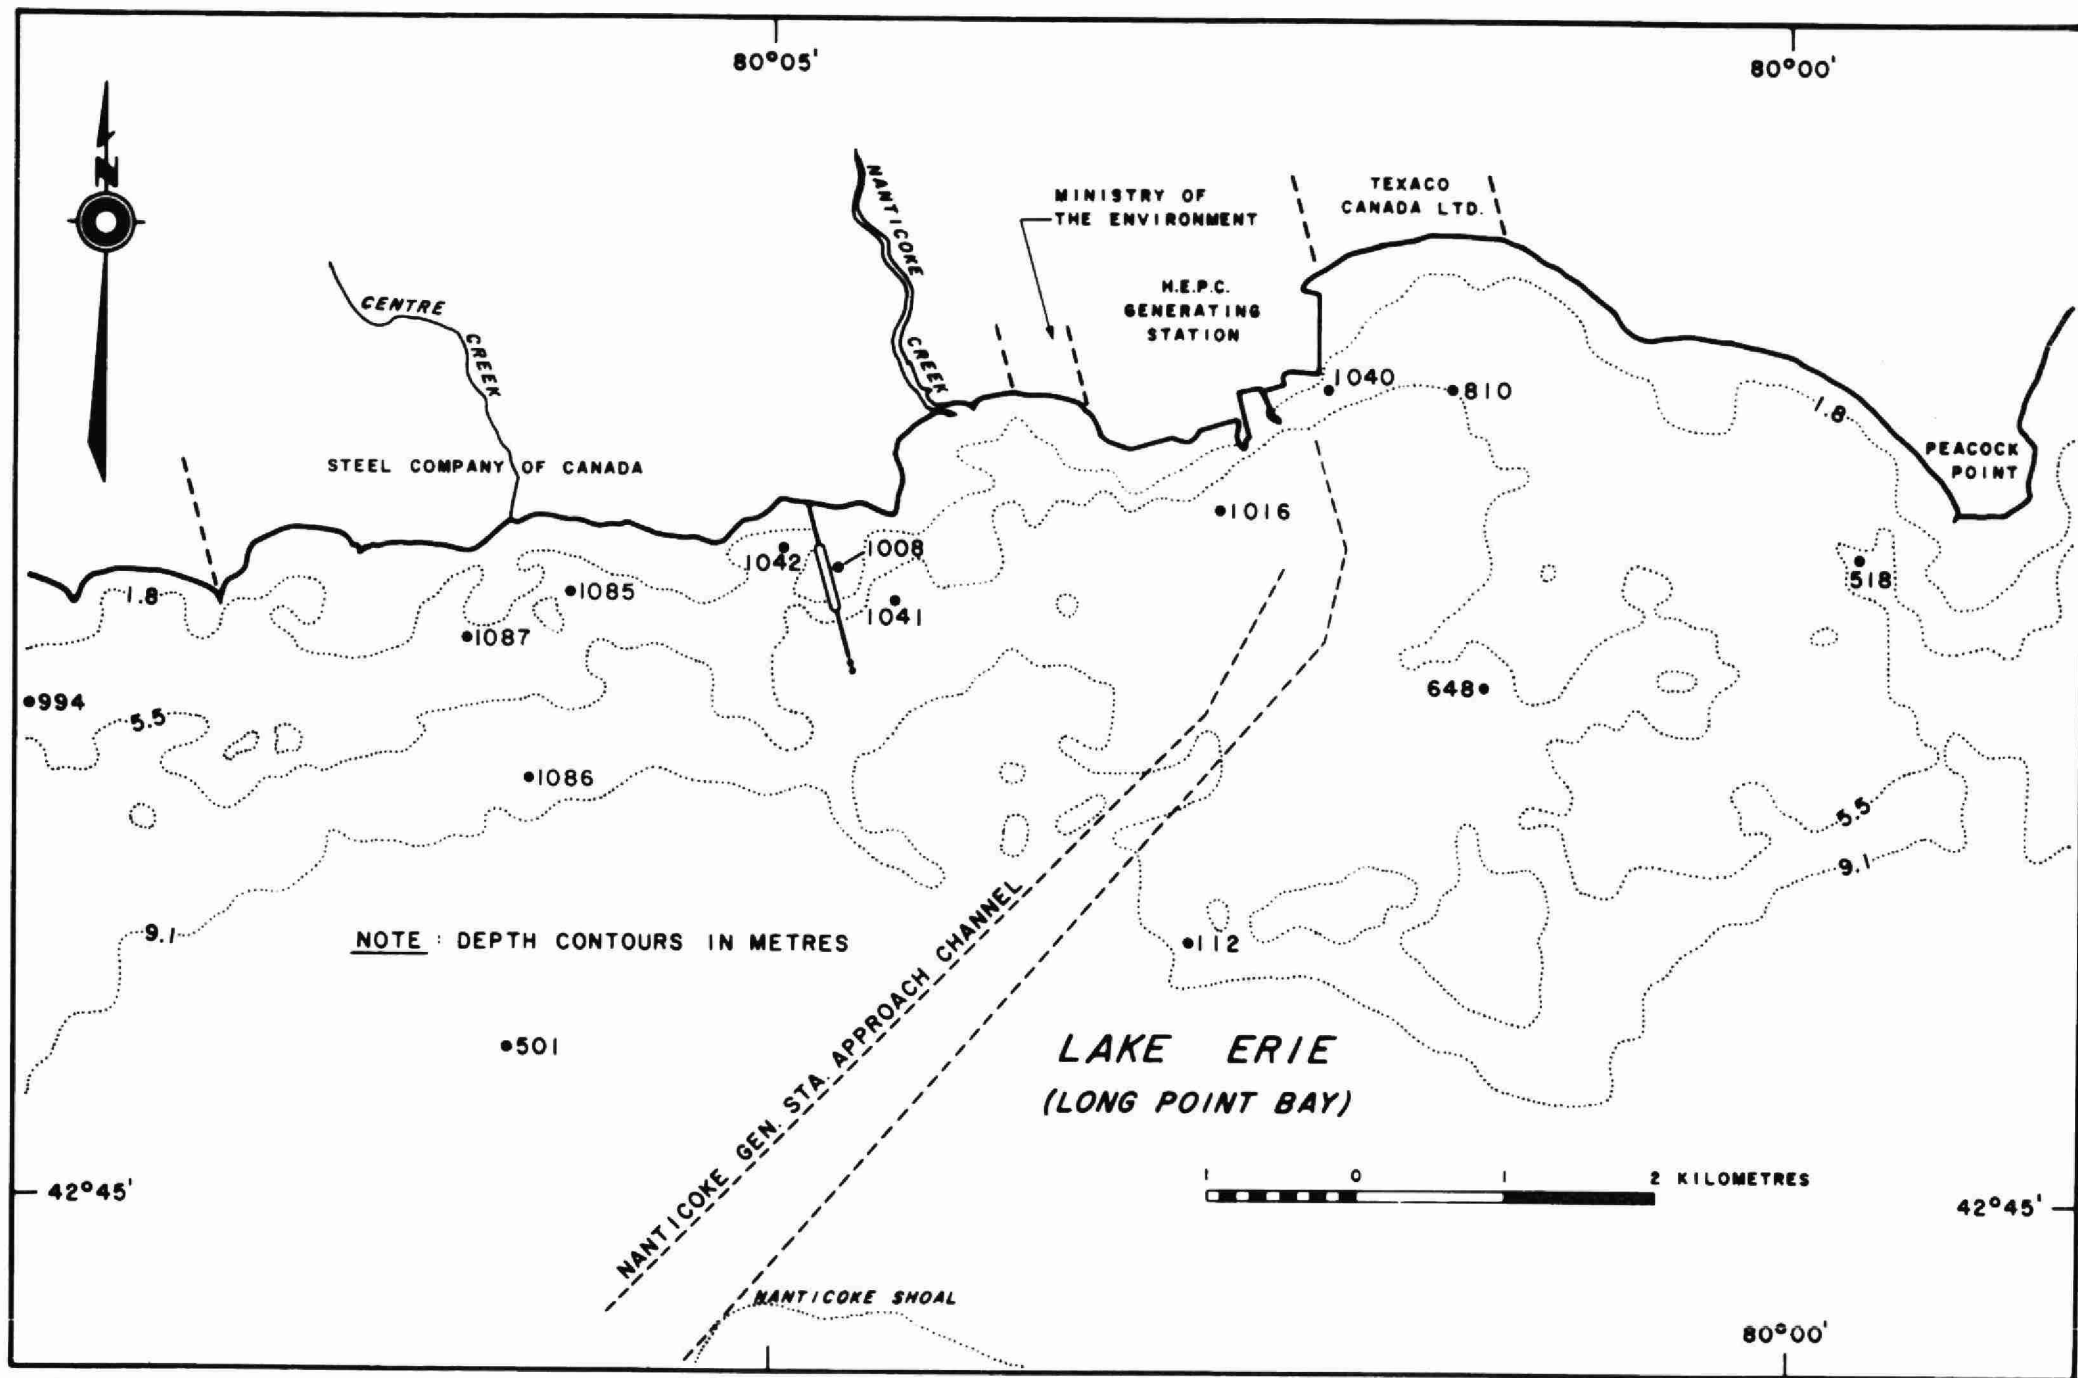 80°05'
80°00'
N
NANTICOKE CREEK
MINISTRY OF
THE ENVIRONMENT
TEXACO
CANADA LTD.
H.E.P.C.
GENERATING
STATION
CENTRE CREEK
STEEL COMPANY OF CANADA
1040
810
1.8
PEACOCK
POINT
1016
1042
1008
518
1.8
1085
1041
1087
994
648
5.5
1086
5.5
9.1
9.1
NOTE : DEPTH CONTOURS IN METRES
112
NANTICOKE GEN. STA. APPROACH CHANNEL
501
LAKE ERIE
(LONG POINT BAY)
1 0 1 2 KILOMETRES
42°45'
42°45'
NANTICOKE SHOAL
80°00'